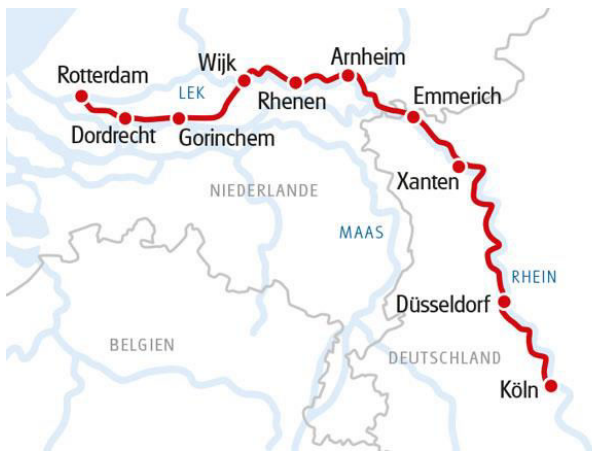 Rotterdam
LEK
Wijk
Arnheim
Rhenen
Emmerich
Dordrecht
Gorinchem
Xanten
NIEDERLANDE
MAAS
RHEIN
Düsseldorf
BELGIEN
DEUTSCHLAND
Köln